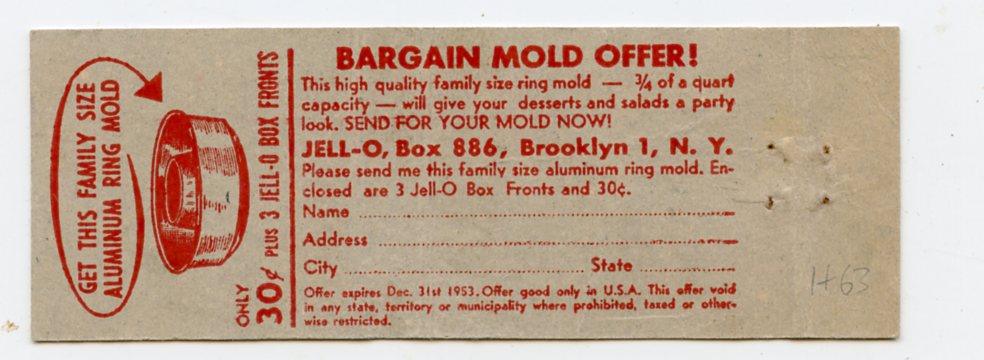 GET THIS FAMILY SIZE
ALUMINUM RING MOLD
ONLY
30¢ PLUS 3 JELL-O BOX FRONTS
BARGAIN MOLD OFFER!
This high quality family size ring mold — ¾ of a quart
capacity — will give your desserts and salads a party
look. SEND FOR YOUR MOLD NOW!
JELL-O, Box 886, Brooklyn 1, N. Y.
Please send me this family size aluminum ring mold. En-
closed are 3 Jell-O Box Fronts and 30¢.
Name
Address
City State
Offer expires Dec. 31st 1953. Offer good only in U.S.A. This offer void
in any state, territory or municipality where prohibited, taxed or other-
wise restricted.
1463